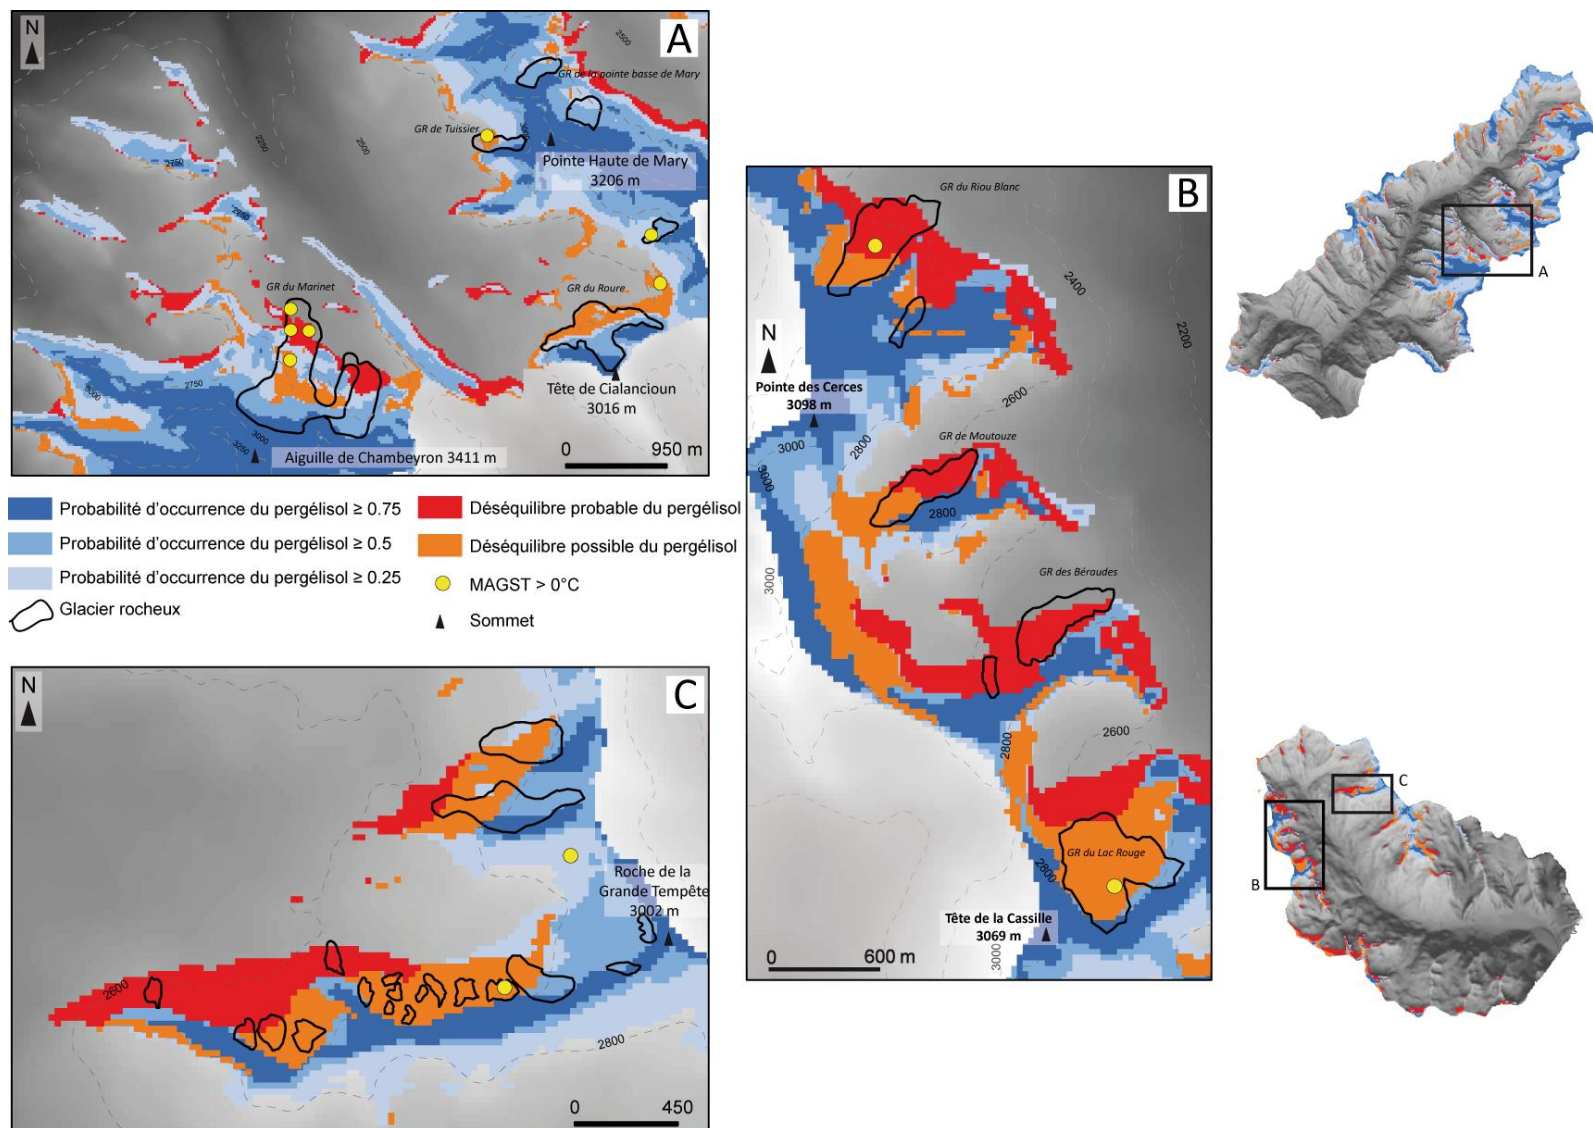 N
A
2500
2500
GR de la pointe basse de Mary
GR de Tuissier
3000
2250
2500
2750
Pointe Haute de Mary
3206 m
2750
GR du Marinet
GR du Roure
2750
3000
Tête de Cialancioun
3016 m
3000
3250
Aiguille de Chambeyron 3411 m
0 950 m
Probabilité d'occurrence du pergélisol ≥ 0.75
Probabilité d'occurrence du pergélisol ≥ 0.5
Probabilité d'occurrence du pergélisol ≥ 0.25
Glacier rocheux
Déséquilibre probable du pergélisol
Déséquilibre possible du pergélisol
MAGST > 0°C
Sommet
N
C
Roche de la
Grande Tempête
3002 m
2600
2800
0 450
B
GR du Riou Blanc
2400
2200
N
Pointe des Cerces
3098 m
2600
3000
2800
GR de Moutouze
3000
2800
3000
GR des Béraudes
2800
2600
GR du Lac Rouge
2800
Tête de la Cassille
3069 m
3000
0 600 m
A
C
B